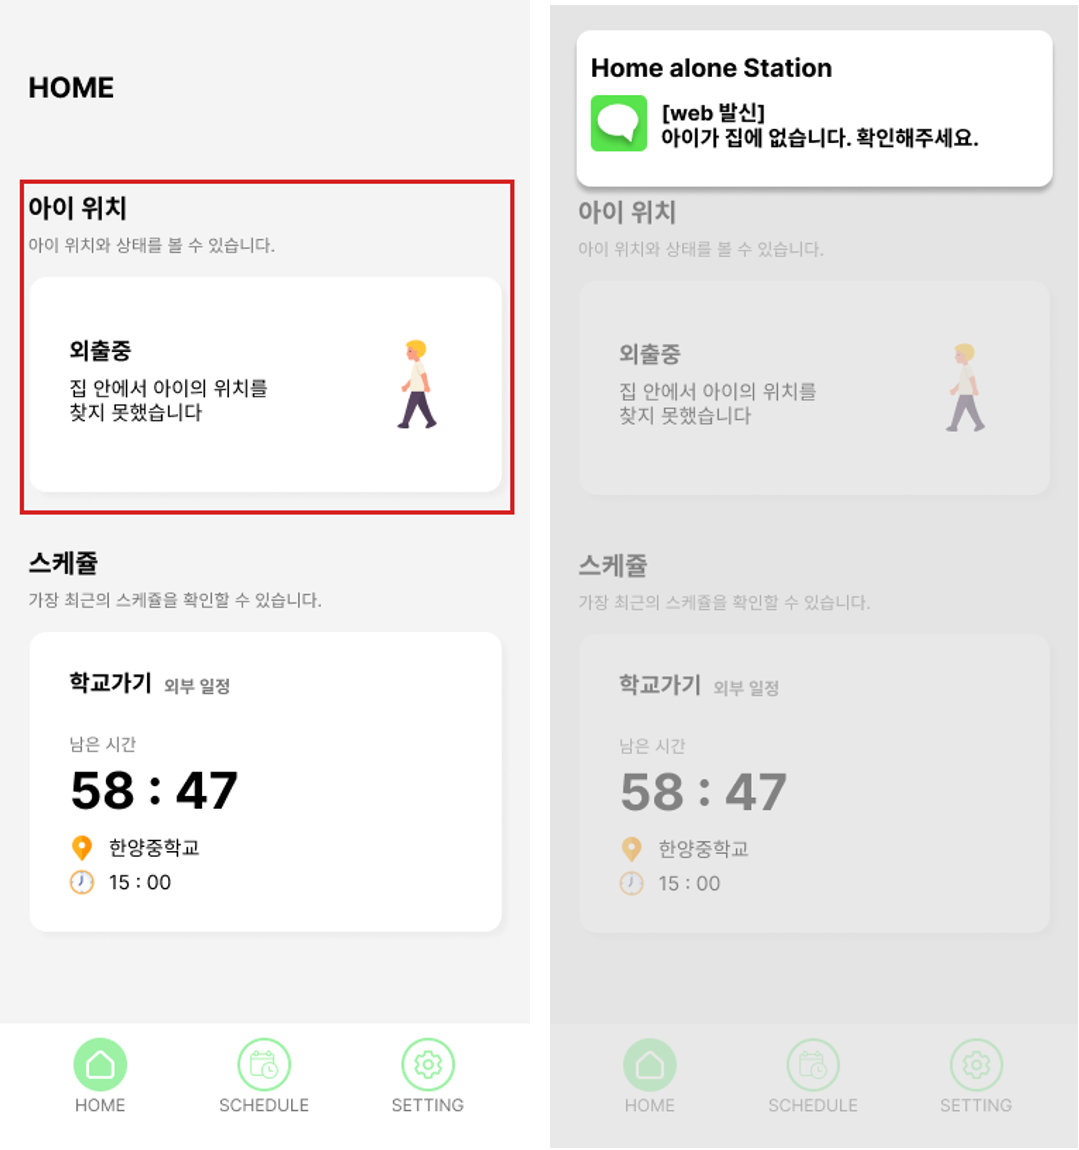 HOME
아이 위치
아이 위치와 상태를 볼 수 있습니다.
외출중
집 안에서 아이의 위치를
찾지 못했습니다
스케쥴
가장 최근의 스케쥴을 확인할 수 있습니다.
학교가기 외부 일정
남은 시간
58 : 47
한양중학교
15 : 00
HOME SCHEDULE SETTING
Home alone Station
[web 발신]
아이가 집에 없습니다. 확인해주세요.
아이 위치
아이 위치와 상태를 볼 수 있습니다.
외출중
집 안에서 아이의 위치를
찾지 못했습니다
스케쥴
가장 최근의 스케쥴을 확인할 수 있습니다.
학교가기 외부 일정
남은 시간
58 : 47
한양중학교
15 : 00
HOME SCHEDULE SETTING